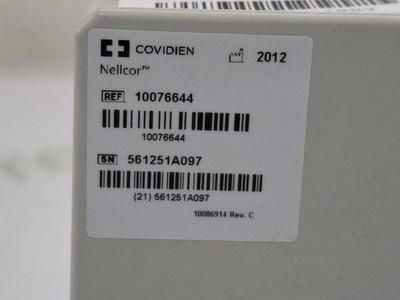 COVIDIEN 2012
Nellcor™
REF 10076644
10076644
SN 561251A097
(21) 561251A097
10086914 Rev. C